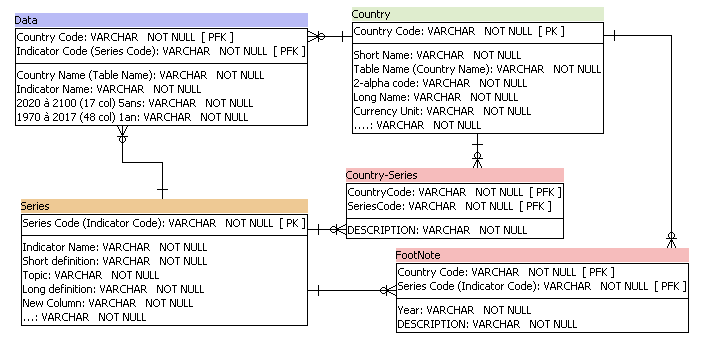 Data
Country Code: VARCHAR NOT NULL [ PFK ]
Indicator Code (Series Code): VARCHAR NOT NULL [ PFK ]
Country Name (Table Name): VARCHAR NOT NULL
Indicator Name: VARCHAR NOT NULL
2020 à 2100 (17 col) 5ans: VARCHAR NOT NULL
1970 à 2017 (48 col) 1an: VARCHAR NOT NULL
Country
Country Code: VARCHAR NOT NULL [ PK ]
Short Name: VARCHAR NOT NULL
Table Name (Country Name): VARCHAR NOT NULL
2-alpha code: VARCHAR NOT NULL
Long Name: VARCHAR NOT NULL
Currency Unit: VARCHAR NOT NULL
....: VARCHAR NOT NULL
Country-Series
CountryCode: VARCHAR NOT NULL [ PFK ]
SeriesCode: VARCHAR NOT NULL [ PFK ]
DESCRIPTION: VARCHAR NOT NULL
Series
Series Code (Indicator Code): VARCHAR NOT NULL [ PK ]
Indicator Name: VARCHAR NOT NULL
Short definition: VARCHAR NOT NULL
Topic: VARCHAR NOT NULL
Long definition: VARCHAR NOT NULL
New Column: VARCHAR NOT NULL
...: VARCHAR NOT NULL
FootNote
Country Code: VARCHAR NOT NULL [ PFK ]
Series Code (Indicator Code): VARCHAR NOT NULL [ PFK ]
Year: VARCHAR NOT NULL
DESCRIPTION: VARCHAR NOT NULL